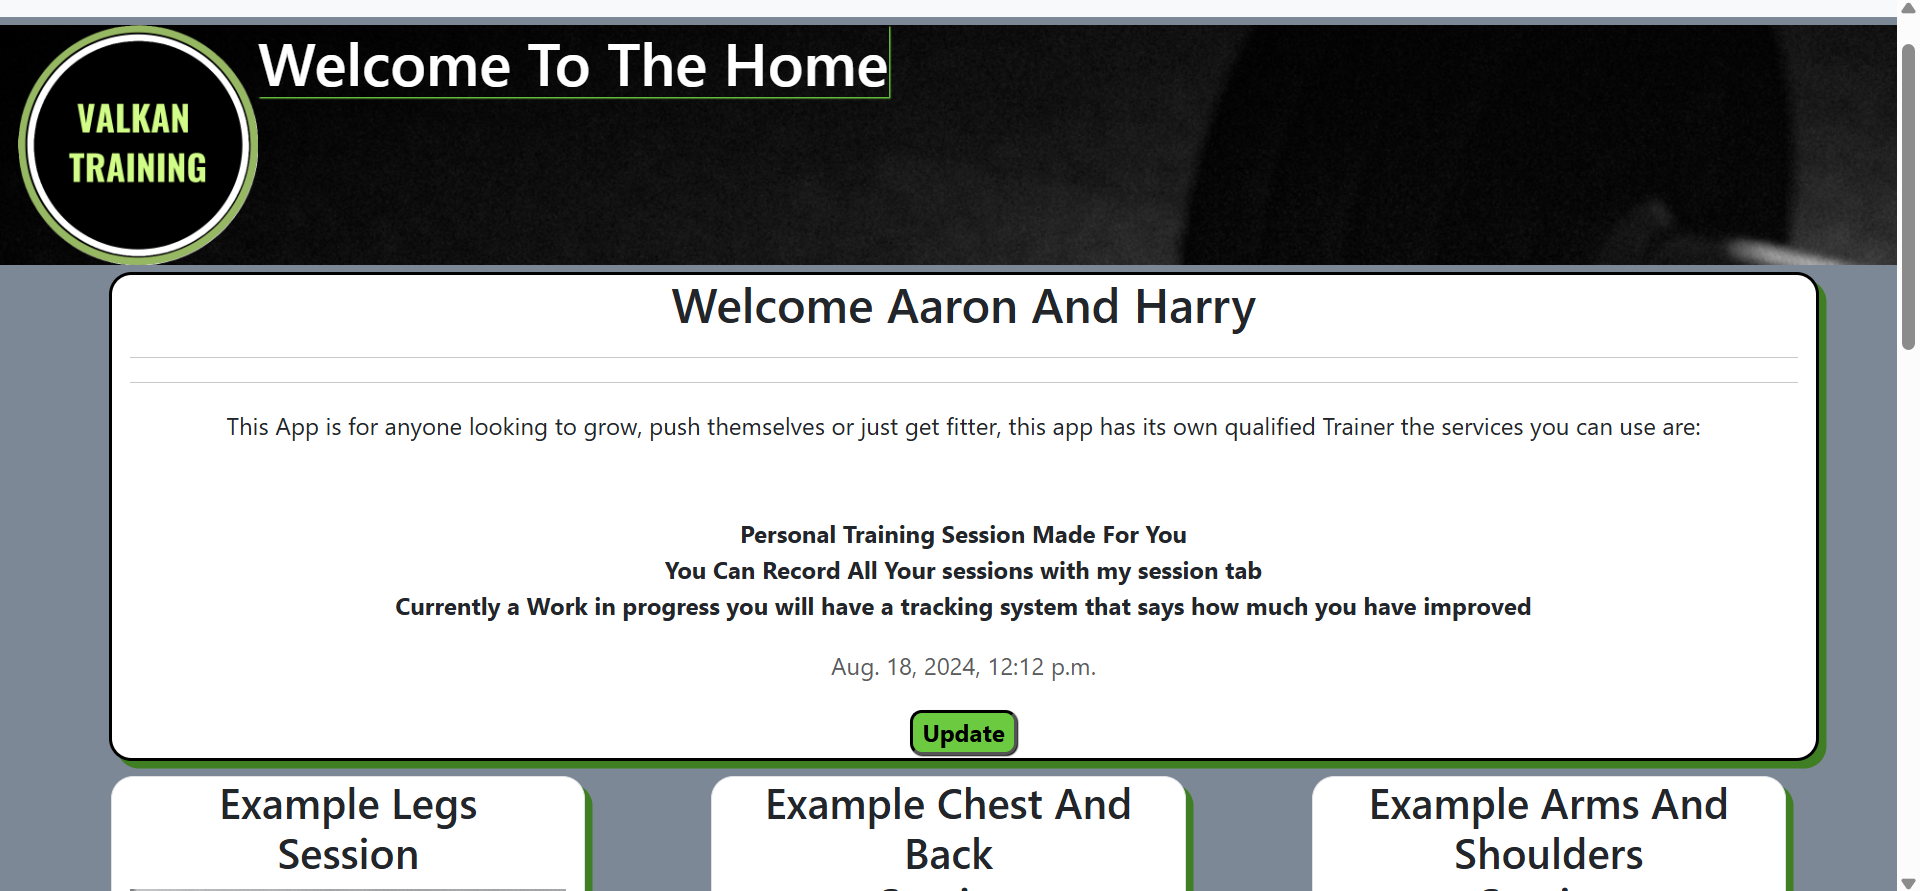 VALKAN
TRAINING
Welcome To The Home
Welcome Aaron And Harry
This App is for anyone looking to grow, push themselves or just get fitter, this app has its own qualified Trainer the services you can use are:
Personal Training Session Made For You
You Can Record All Your sessions with my session tab
Currently a Work in progress you will have a tracking system that says how much you have improved
Aug. 18, 2024, 12:12 p.m.
Update
Example Legs
Session
Example Chest And
Back
Example Arms And
Shoulders